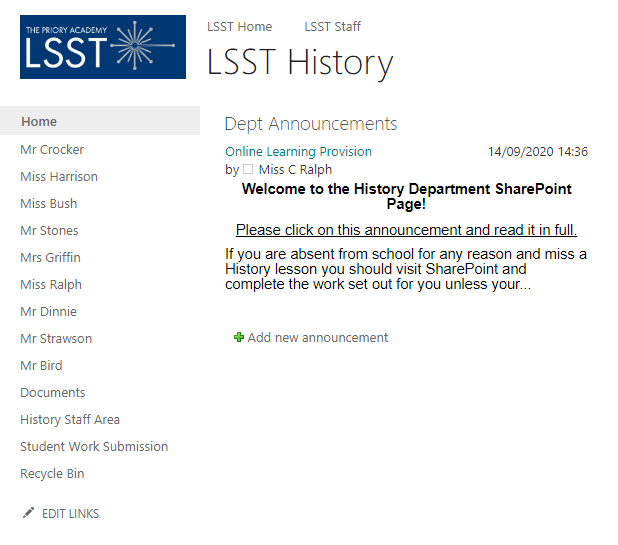 THE PRIORY ACADEMY
LSST
LSST Home
LSST Staff
LSST History
Home
Mr Crocker
Miss Harrison
Miss Bush
Mr Stones
Mrs Griffin
Miss Ralph
Mr Dinnie
Mr Strawson
Mr Bird
Documents
History Staff Area
Student Work Submission
Recycle Bin
EDIT LINKS
Dept Announcements
Online Learning Provision 14/09/2020 14:36
by Miss C Ralph
Welcome to the History Department SharePoint
Page!
Please click on this announcement and read it in full.
If you are absent from school for any reason and miss a
History lesson you should visit SharePoint and
complete the work set out for you unless your...
Add new announcement